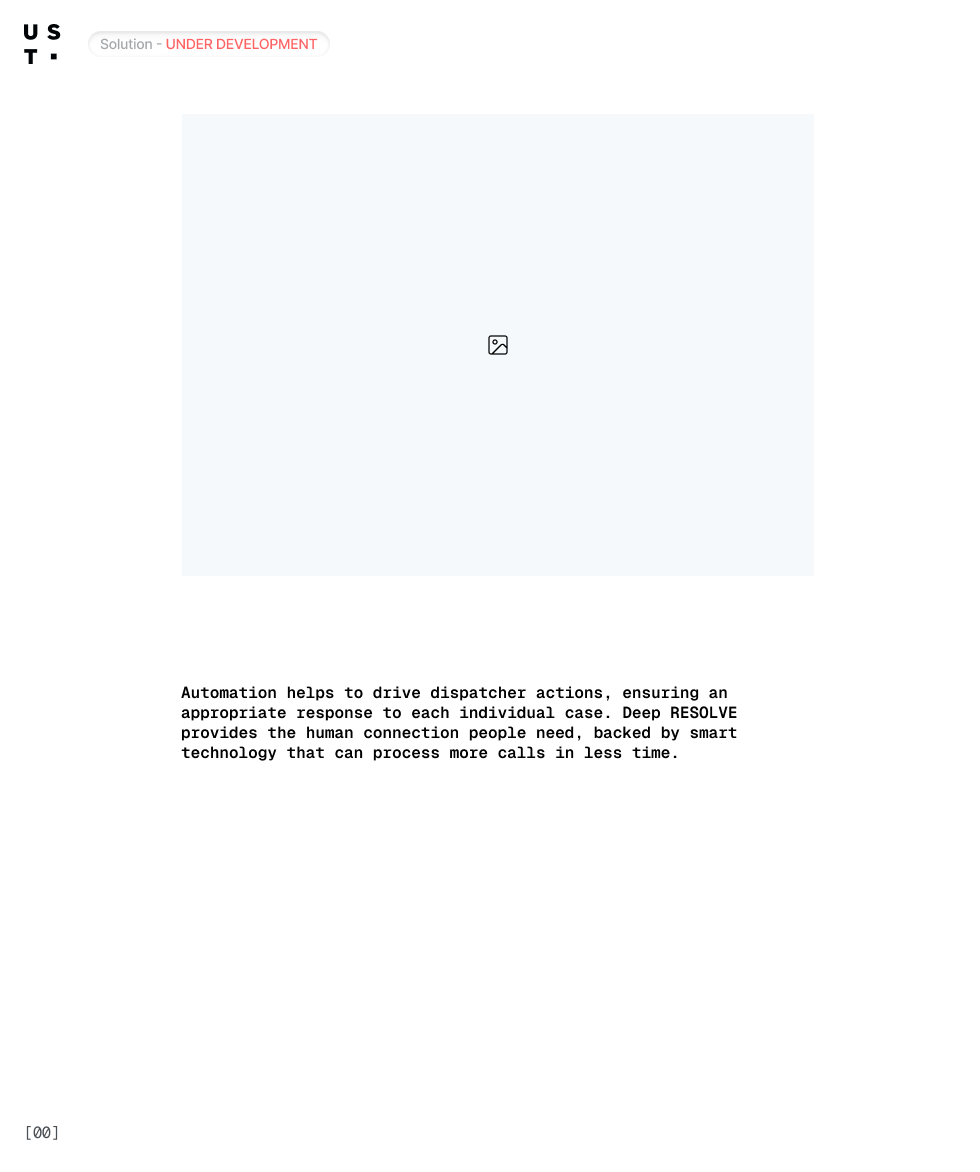 U S
T .
Solution - UNDER DEVELOPMENT
Automation helps to drive dispatcher actions, ensuring an
appropriate response to each individual case. Deep RESOLVE
provides the human connection people need, backed by smart
technology that can process more calls in less time.
[00]